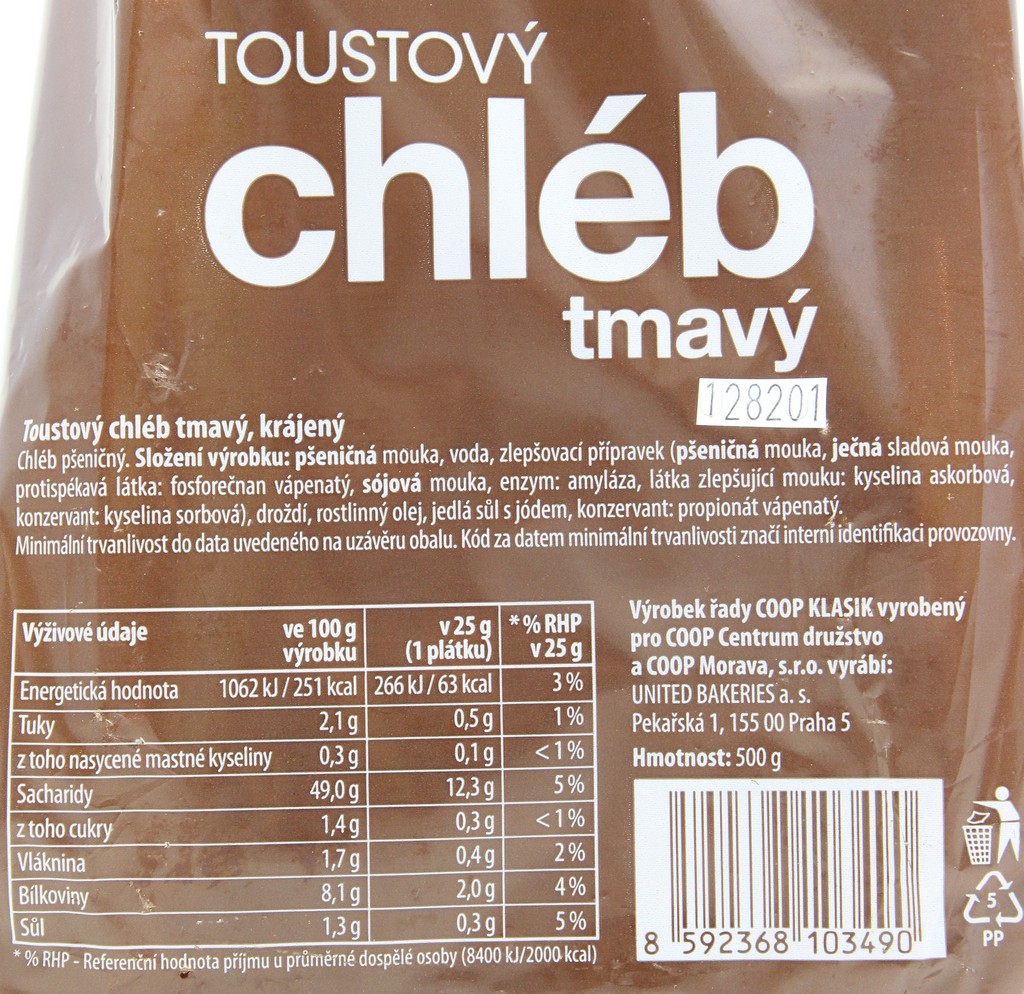 TOUSTOVÝ
chléb
tmavý
128201
Toustový chléb tmavý, krájený
Chléb pšeničný. Složení výrobku: pšeničná mouka, voda, zlepšovací přípravek (pšeničná mouka, ječná sladová mouka,
protispékavá látka: fosforečnan vápenatý, sójová mouka, enzym: amyláza, látka zlepšující mouku: kyselina askorbová,
konzervant: kyselina sorbová), droždí, rostlinný olej, jedlá sůl s jódem, konzervant: propionát vápenatý.
Minimální trvanlivost do data uvedeného na uzávěru obalu. Kód za datem minimální trvanlivosti značí interní identifikaci provozovny.
Výživové údaje ve 100 g výrobku v 25 g (1 plátku) *% RHP v 25 g
Energetická hodnota 1062 kJ / 251 kcal 266 kJ / 63 kcal 3 %
Tuky 2,1 g 0,5 g 1 %
z toho nasycené mastné kyseliny 0,3 g 0,1 g < 1 %
Sacharidy 49,0 g 12,3 g 5 %
z toho cukry 1,4 g 0,3 g < 1 %
Vláknina 1,7 g 0,4 g 2 %
Bílkoviny 8,1 g 2,0 g 4 %
Sůl 1,3 g 0,3 g 5 %
* % RHP - Referenční hodnota příjmu u průměrné dospělé osoby (8400 kJ/2000 kcal)
Výrobek řady COOP KLASIK vyrobený
pro COOP Centrum družstvo
a COOP Morava, s.r.o. vyrábí:
UNITED BAKERIES a. s.
Pekařská 1, 155 00 Praha 5
Hmotnost: 500 g
8 592368 103490
5
PP